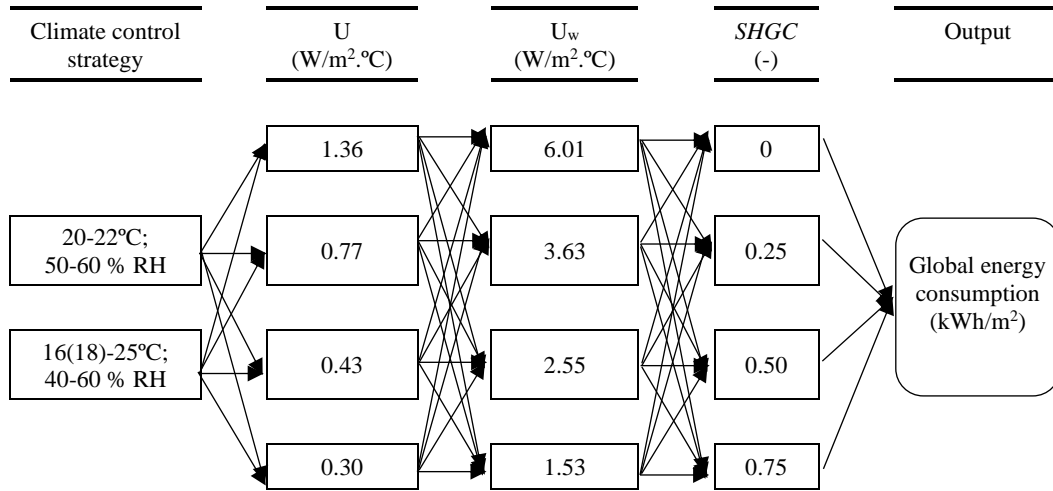 Climate control
strategy
U
(W/m².ºC)
U_w
(W/m².ºC)
SHGC
(-)
Output
1.36
6.01
0
20-22ºC;
50-60 % RH
0.77
3.63
0.25
Global energy
consumption
(kWh/m²)
16(18)-25ºC;
40-60 % RH
0.43
2.55
0.50
0.30
1.53
0.75